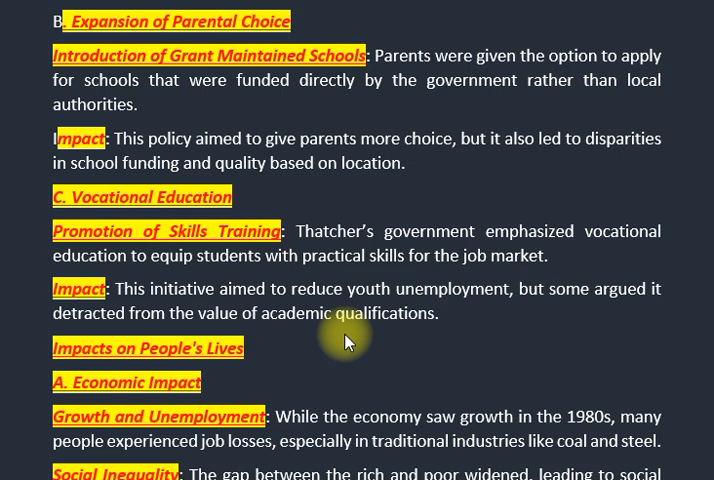 B. Expansion of Parental Choice
Introduction of Grant Maintained Schools: Parents were given the option to apply
for schools that were funded directly by the government rather than local
authorities.
Impact: This policy aimed to give parents more choice, but it also led to disparities
in school funding and quality based on location.
C. Vocational Education
Promotion of Skills Training: Thatcher's government emphasized vocational
education to equip students with practical skills for the job market.
Impact: This initiative aimed to reduce youth unemployment, but some argued it
detracted from the value of academic qualifications.
Impacts on People's Lives
A. Economic Impact
Growth and Unemployment: While the economy saw growth in the 1980s, many
people experienced job losses, especially in traditional industries like coal and steel.
Social Inequality: The gap between the rich and poor widened, leading to social